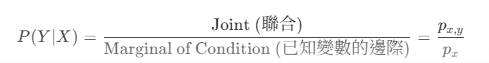 P(Y|X) = Joint (聯合) / Marginal of Condition (已知變數的邊際) = p_{x,y} / p_x